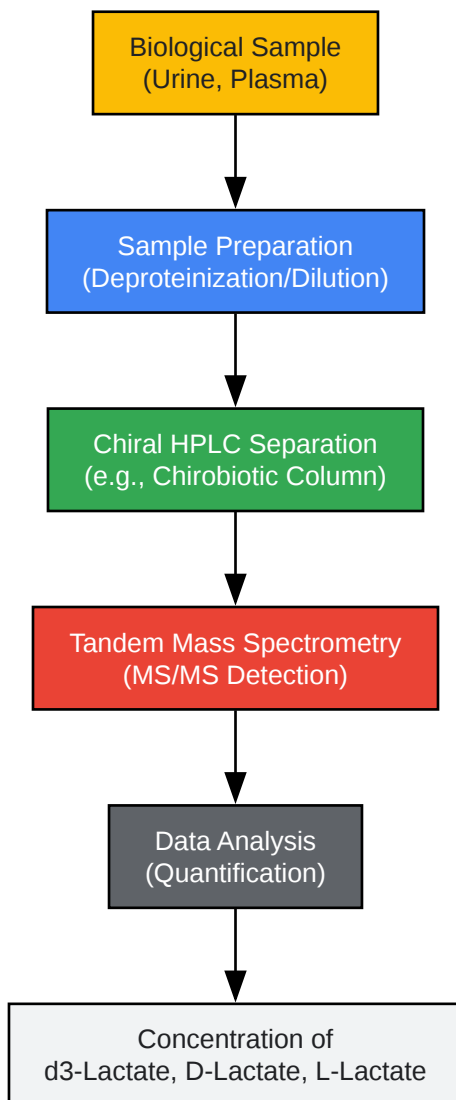 Biological Sample
(Urine, Plasma)
Sample Preparation
(Deproteinization/Dilution)
Chiral HPLC Separation
(e.g., Chirobiotic Column)
Tandem Mass Spectrometry
(MS/MS Detection)
Data Analysis
(Quantification)
Concentration of
d3-Lactate, D-Lactate, L-Lactate